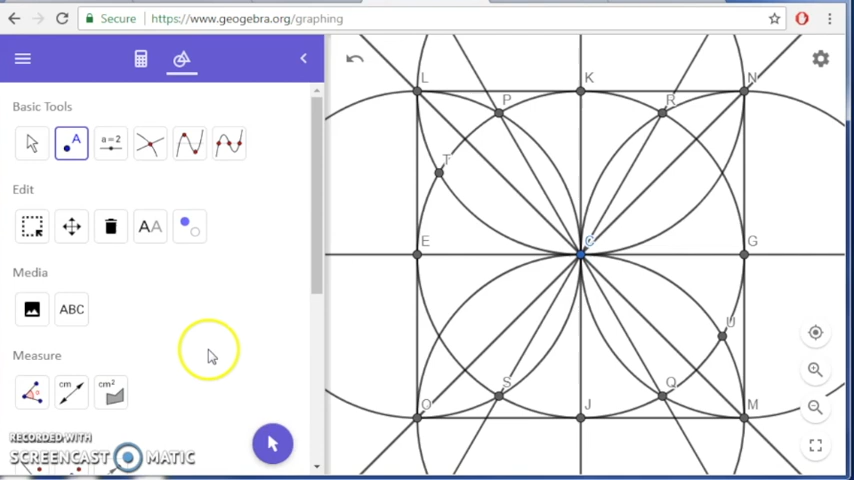 Secure
https://www.geogebra.org/graphing
Basic Tools
A
a=2
Edit
AA
Media
ABC
Measure
cm
cm²
RECORDED WITH
SCREENCAST MATIC
L
K
N
P
R
T
E
C
G
U
S
Q
O
J
M